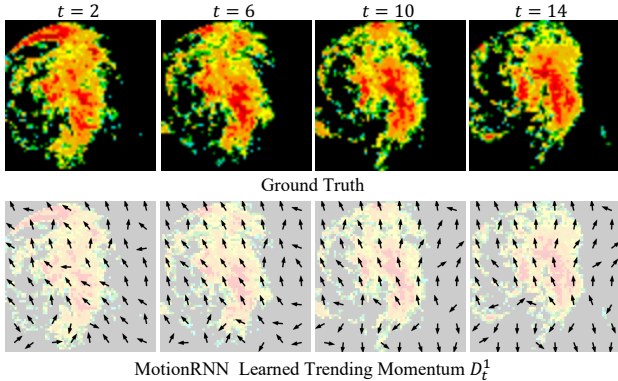 t = 2 t = 6 t = 10 t = 14
Ground Truth
MotionRNN Learned Trending Momentum D_t^1